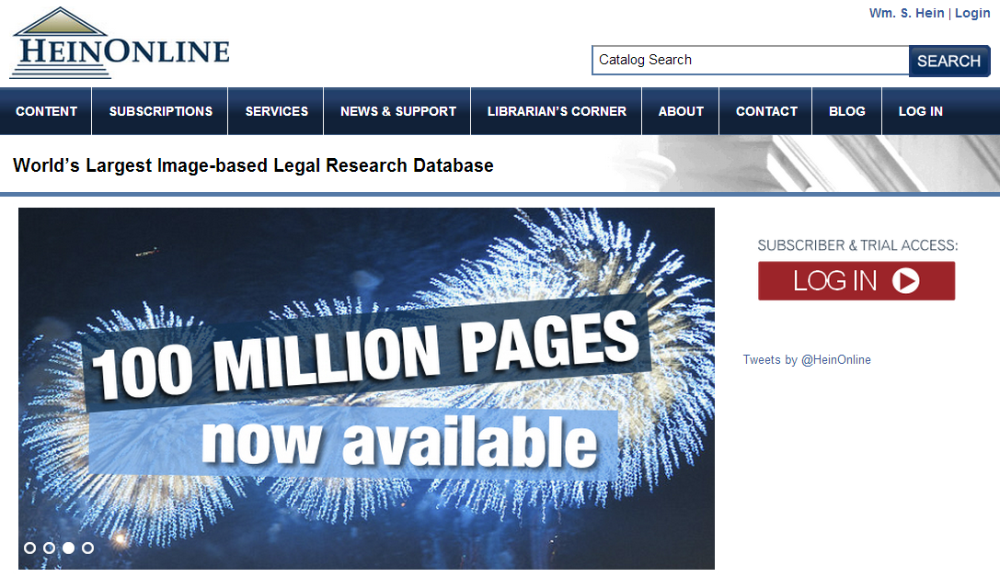 Wm. S. Hein | Login
HEINONLINE
Catalog Search
SEARCH
CONTENT SUBSCRIPTIONS SERVICES NEWS & SUPPORT LIBRARIAN'S CORNER ABOUT CONTACT BLOG LOG IN
World's Largest Image-based Legal Research Database
100 MILLION PAGES
now available
SUBSCRIBER & TRIAL ACCESS:
LOG IN
Tweets by @HeinOnline